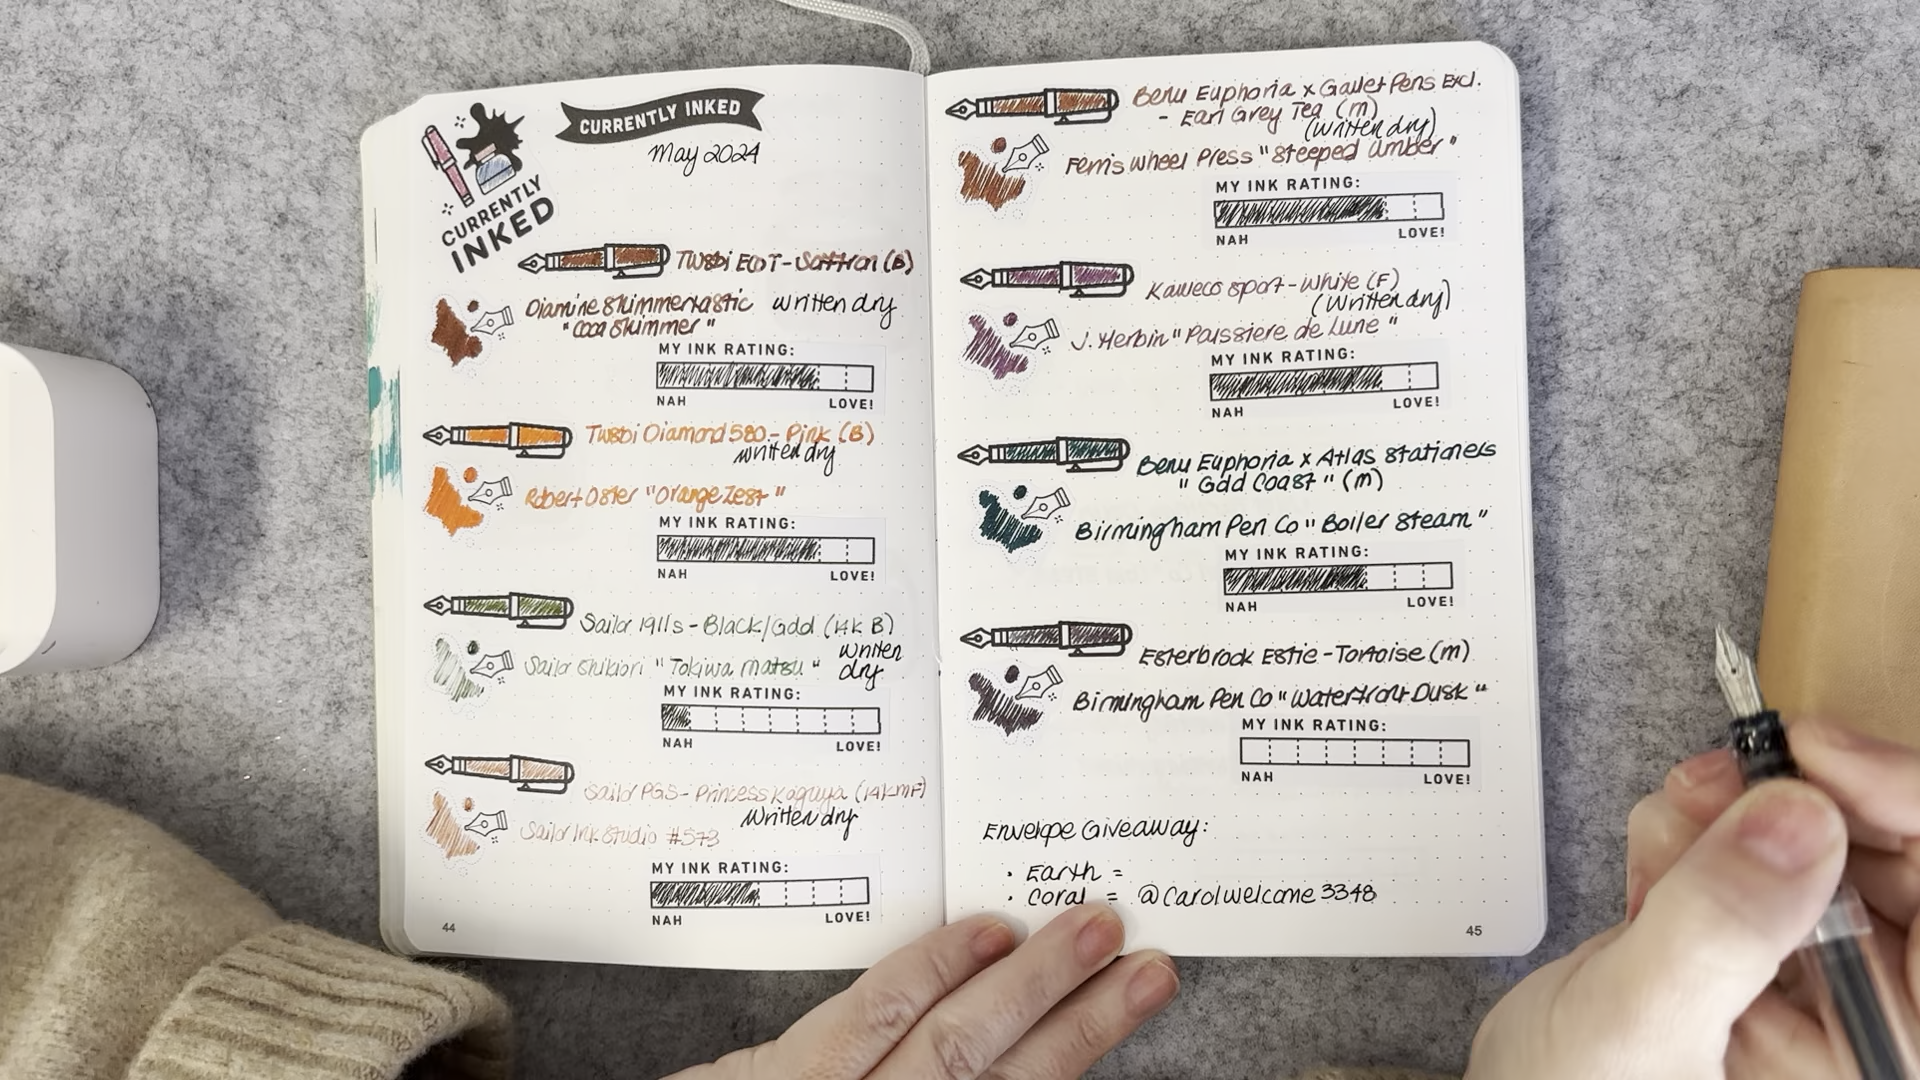 CURRENTLY INKED
CURRENTLY INKED
May 2024
Twsbi Eco T - Saffron (B)
Diamine Shimmertastic written dry
"Cocoa Shimmer"
MY INK RATING:
NAH LOVE!
Twsbi Diamond 580 - Pink (B)
written dry
Robert Oster "Orange Zest"
MY INK RATING:
NAH LOVE!
Sailor 1911s - Black/Gold (14k B)
Sailor Shikiori "Tokiwa Matsu" written dry
MY INK RATING:
NAH LOVE!
Sailor PGS - Princess Kaguya (14k MF)
Written dry
Sailor Ink Studio #573
MY INK RATING:
NAH LOVE!
44
Benu Euphoria x Goulet Pens Excl.
- Earl Grey Tea (m)
(written dry)
Ferris Wheel Press "Steeped Umber"
MY INK RATING:
NAH LOVE!
Kaweco Sport - White (F)
(Written dry)
J. Herbin "Poussiere de Lune"
MY INK RATING:
NAH LOVE!
Benu Euphoria x Atlas Stationers
"Gold Coast" (m)
Birmingham Pen Co "Boiler Steam"
MY INK RATING:
NAH LOVE!
Esterbrook Estie - Tortoise (m)
Birmingham Pen Co "Waterfront Dusk"
MY INK RATING:
NAH LOVE!
Envelope Giveaway:
• Earth =
• Coral = @Carolwelcome3348
45